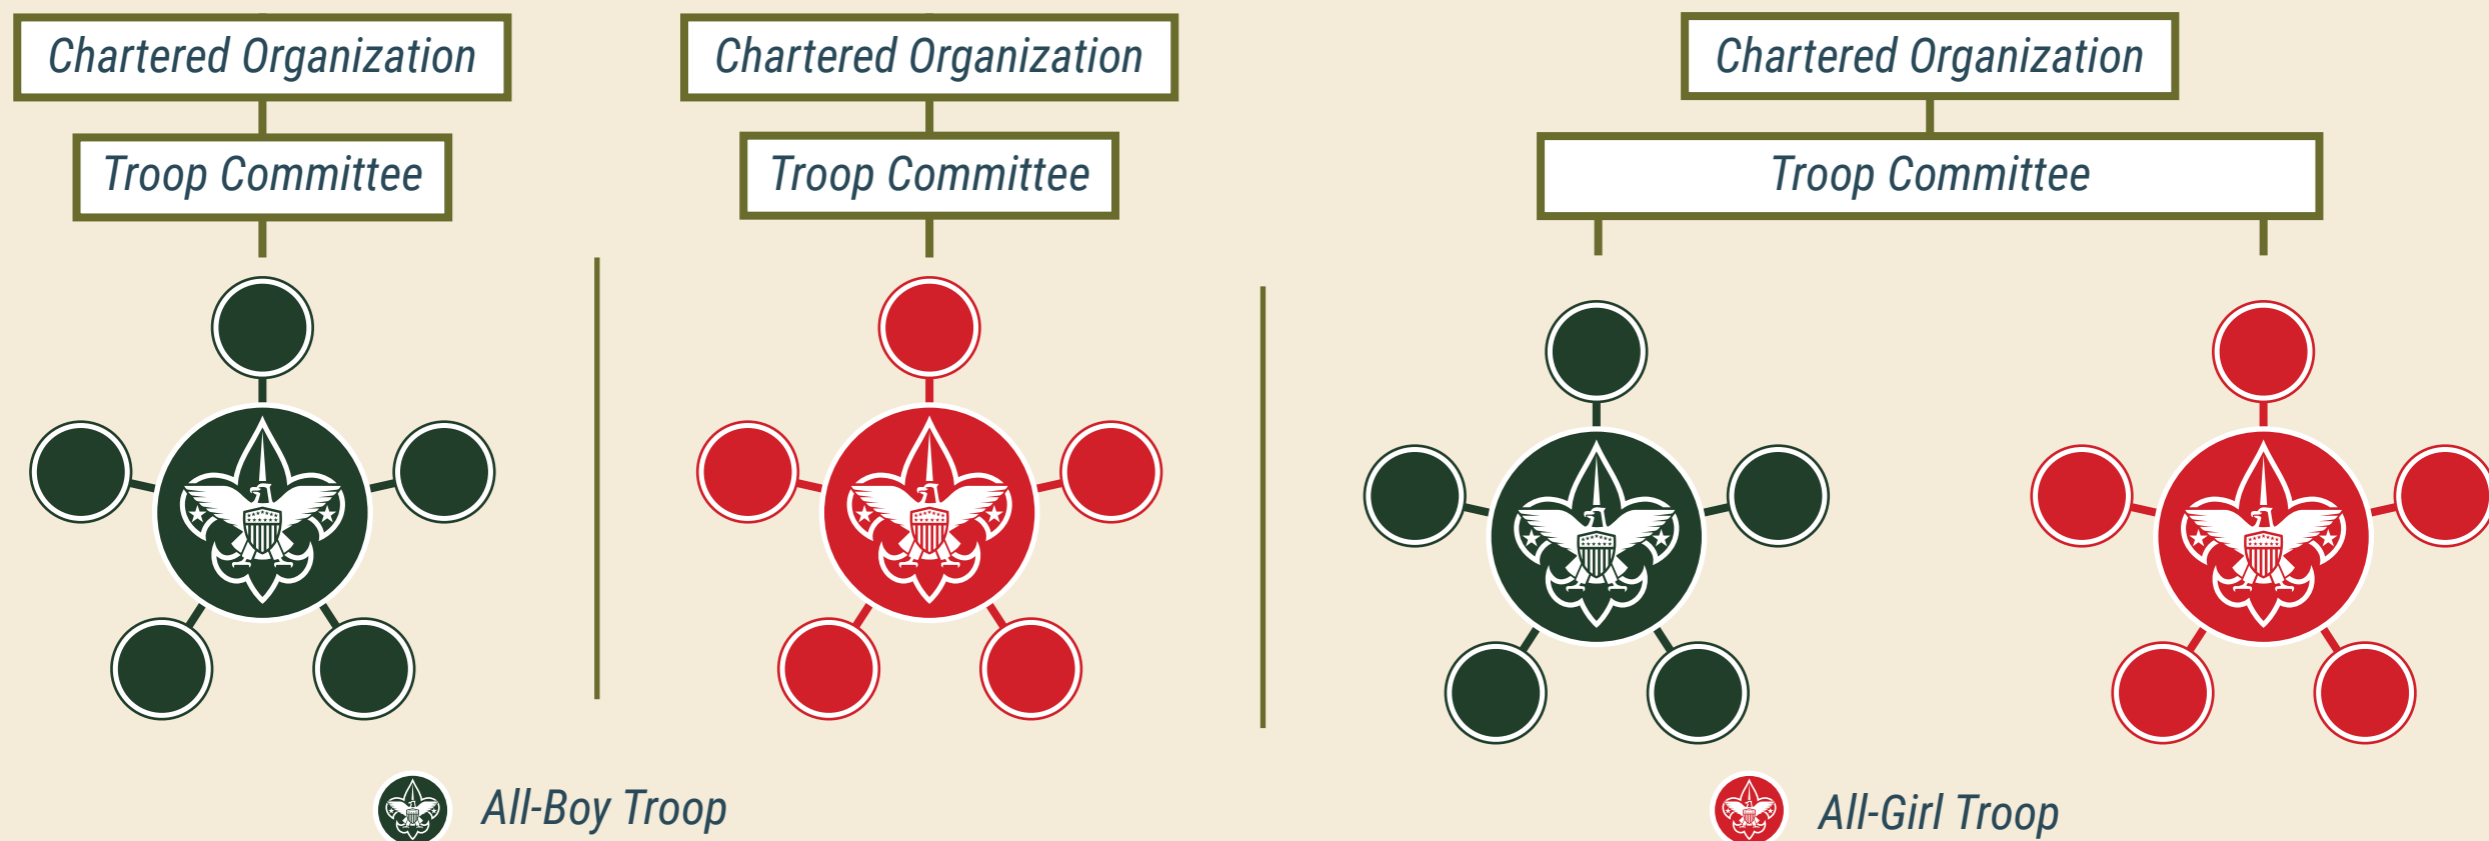 Chartered Organization
Troop Committee
Chartered Organization
Troop Committee
Chartered Organization
Troop Committee
All-Boy Troop
All-Girl Troop